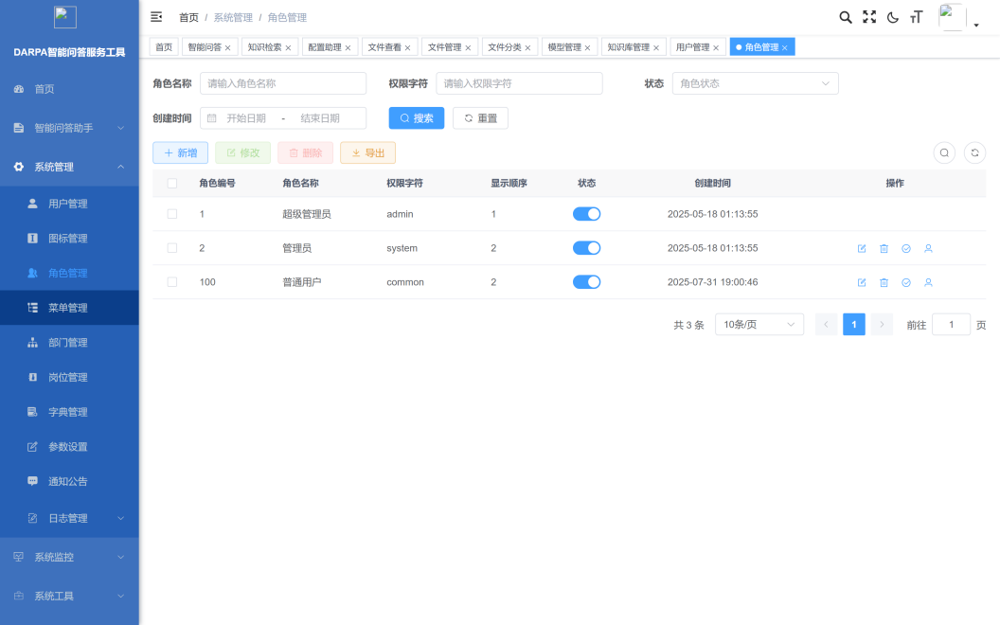 DARPA智能问答服务工具
首页
智能问答助手
系统管理
用户管理
图标管理
角色管理
菜单管理
部门管理
岗位管理
字典管理
参数设置
通知公告
日志管理
系统监控
系统工具
首页 / 系统管理 / 角色管理
首页 智能问答 × 知识检索 × 配置助理 × 文件查看 × 文件管理 × 文件分类 × 模型管理 × 知识库管理 × 用户管理 × 角色管理 ×
角色名称 请输入角色名称 权限字符 请输入权限字符 状态 角色状态
创建时间 开始日期 - 结束日期 搜索 重置
+ 新增 修改 删除 导出
角色编号 角色名称 权限字符 显示顺序 状态 创建时间 操作
1 超级管理员 admin 1 2025-05-18 01:13:55
2 管理员 system 2 2025-05-18 01:13:55
100 普通用户 common 2 2025-07-31 19:00:46
共 3 条 10条/页 1 前往 1 页